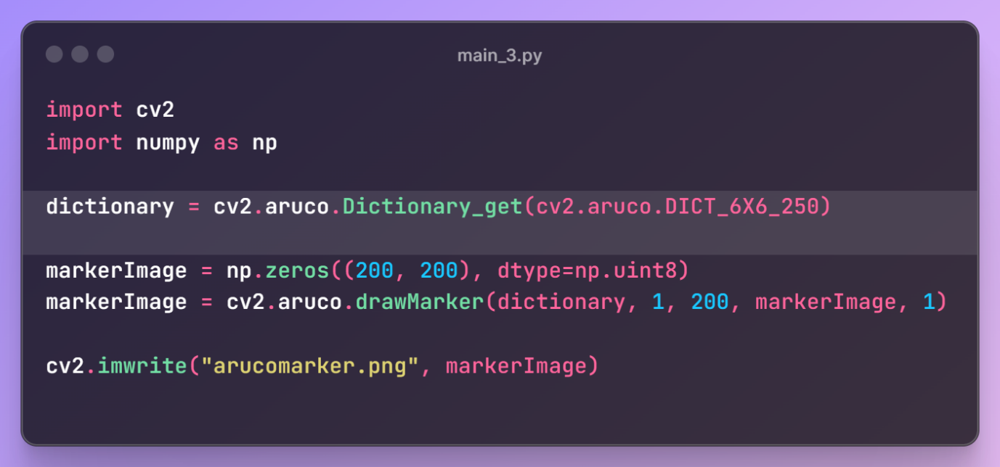 main_3.py
import cv2
import numpy as np
dictionary = cv2.aruco.Dictionary_get(cv2.aruco.DICT_6X6_250)
markerImage = np.zeros((200, 200), dtype=np.uint8)
markerImage = cv2.aruco.drawMarker(dictionary, 1, 200, markerImage, 1)
cv2.imwrite("arucomarker.png", markerImage)